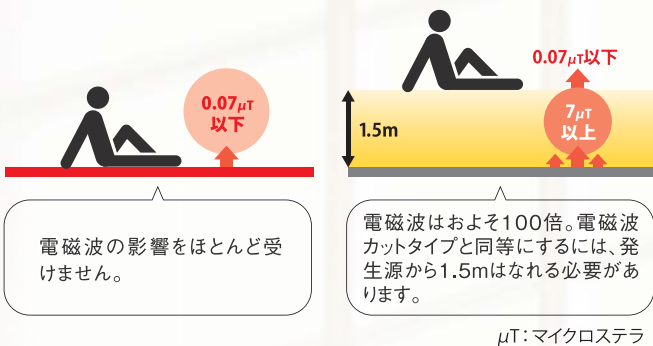 0.07μT
以下
電磁波の影響をほとんど受
けません。
0.07μT以下
1.5m
7μT
以上
電磁波はおよそ100倍。電磁波
カットタイプと同等にするには、発
生源から1.5mはなれる必要があ
ります。
μT：マイクロステラ